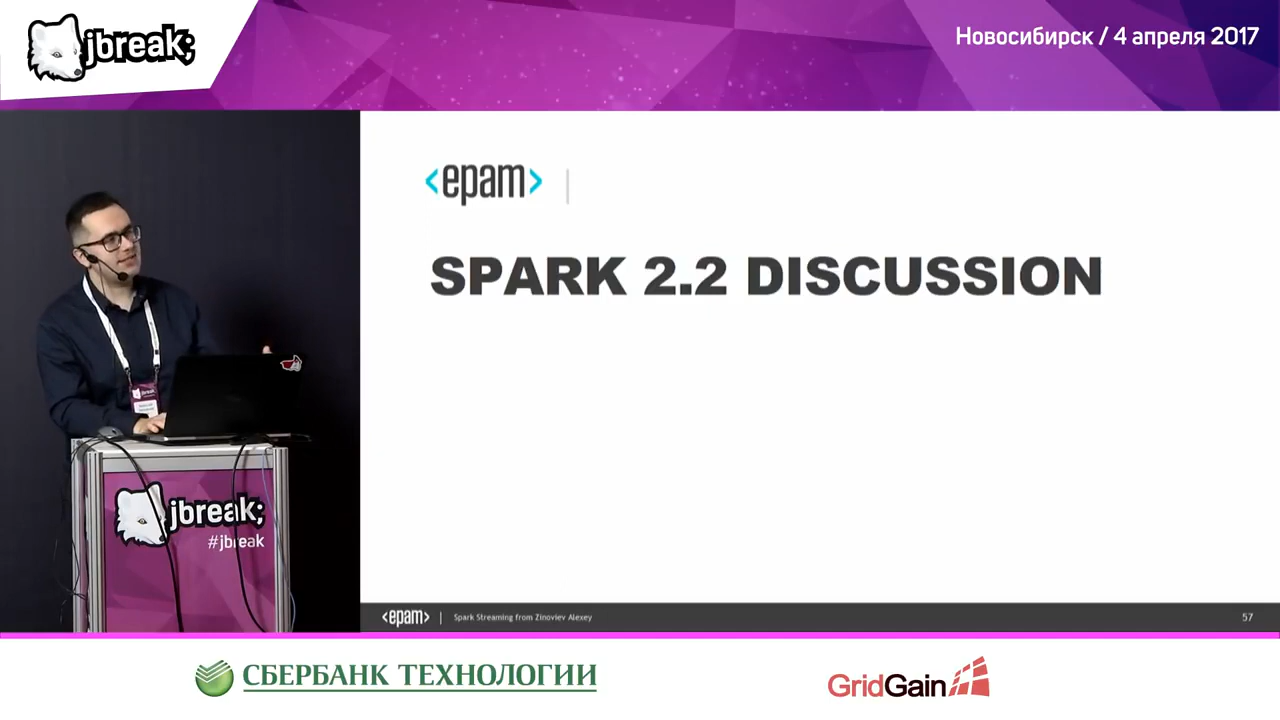 jbreak;
Новосибирск / 4 апреля 2017
<epam>
SPARK 2.2 DISCUSSION
jbreak
jbreak;
#jbreak
<epam> | Spark Streaming from Zinoviev Alexey
57
СБЕРБАНК ТЕХНОЛОГИИ
GridGain